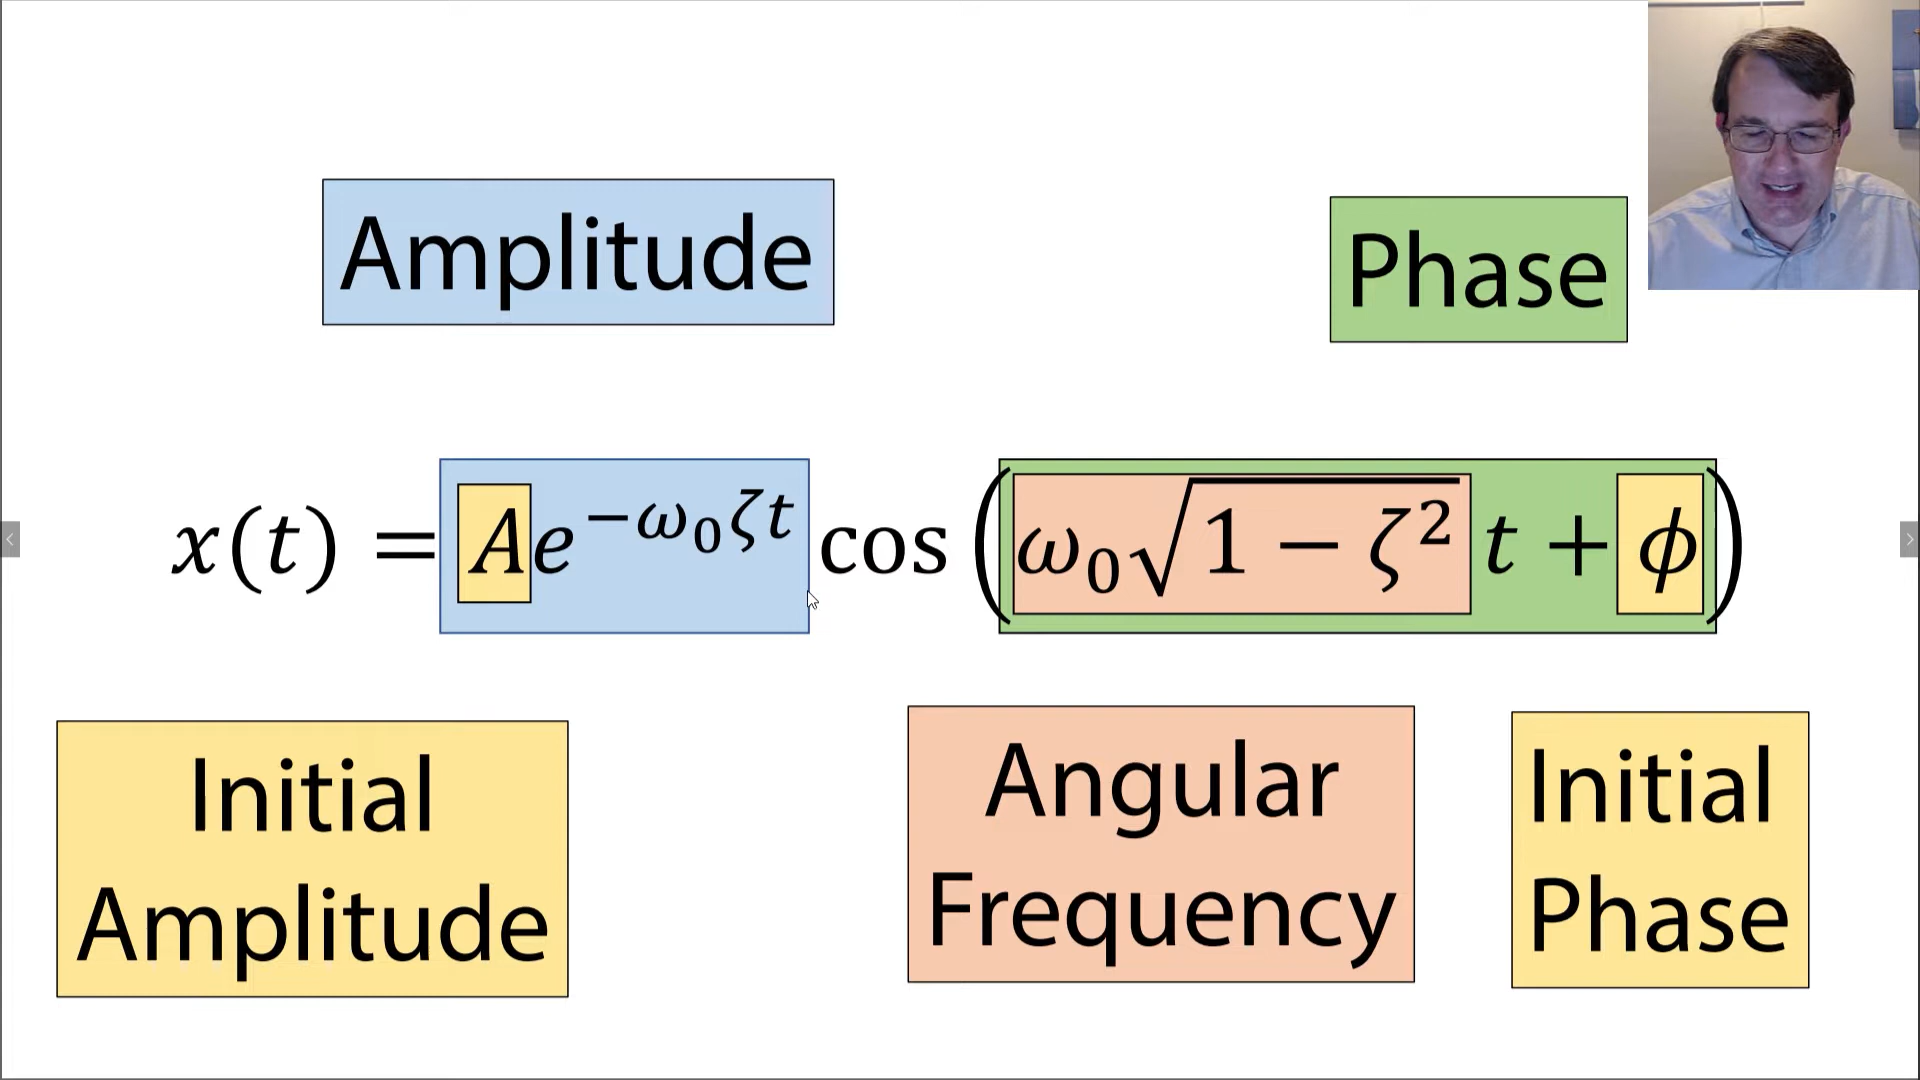 Amplitude
Phase
x(t) = Ae^{−ω₀ζt} cos(ω₀√(1 − ζ²) t + ϕ)
Initial
Amplitude
Angular
Frequency
Initial
Phase